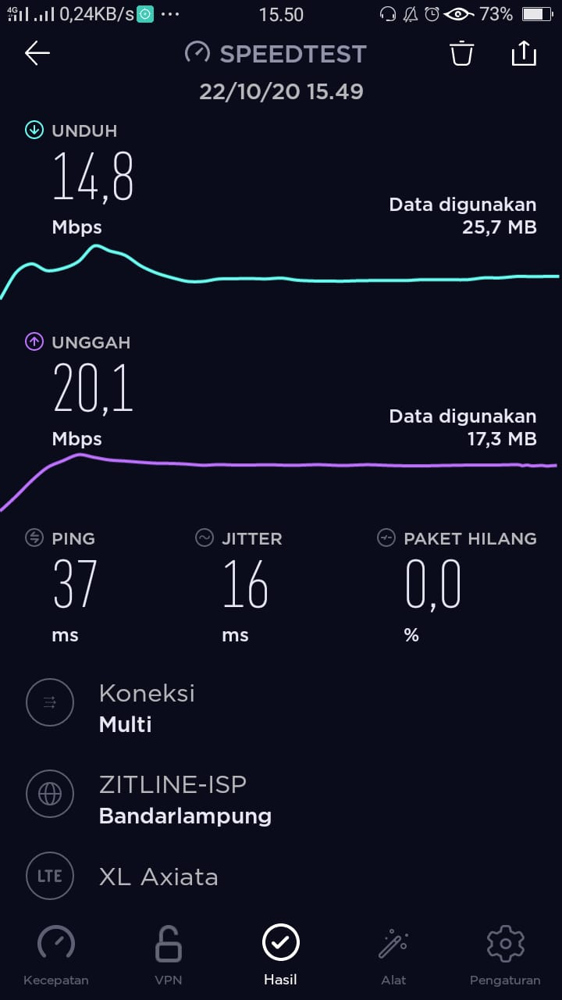 4G 0,24KB/s ... 15.50 73%
SPEEDTEST
22/10/20 15.49
UNDUH
14,8
Mbps
Data digunakan
25,7 MB
UNGGAH
20,1
Mbps
Data digunakan
17,3 MB
PING JITTER PAKET HILANG
37 16 0,0
ms ms %
Koneksi
Multi
ZITLINE-ISP
Bandarlampung
LTE XL Axiata
Kecepatan VPN Hasil Alat Pengaturan